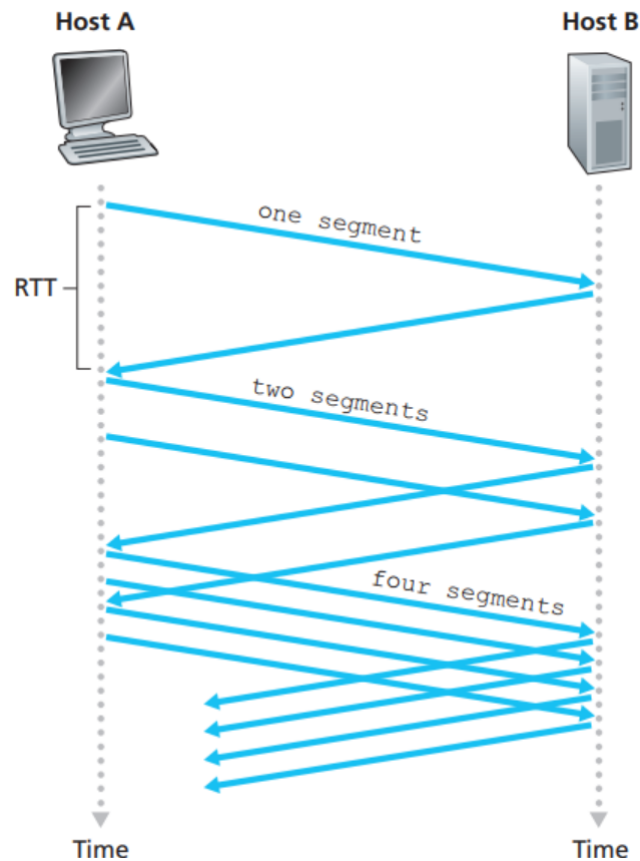 Host A
Host B
one segment
RTT
two segments
four segments
Time
Time